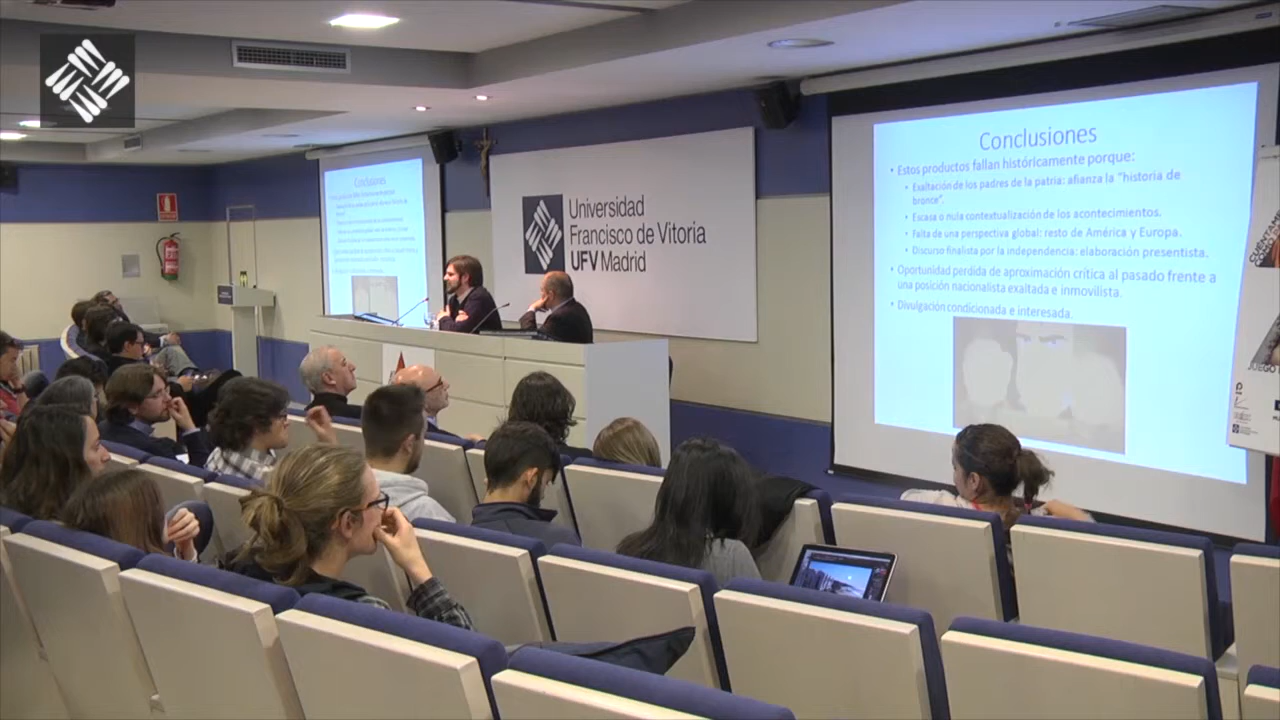 Conclusiones
• Estos productos fallan históricamente porque:
• Exaltación de los padres de la patria: afianza la "historia de
bronce".
• Escasa o nula contextualización de los acontecimientos.
• Falta de una perspectiva global: resto de América y Europa.
• Discurso finalista por la independencia: elaboración presentista.
• Oportunidad perdida de aproximación crítica al pasado frente a
una posición nacionalista exaltada e inmovilista.
• Divulgación condicionada e interesada.
Universidad
Francisco de Vitoria
UFV Madrid
Conclusiones
JUEGO